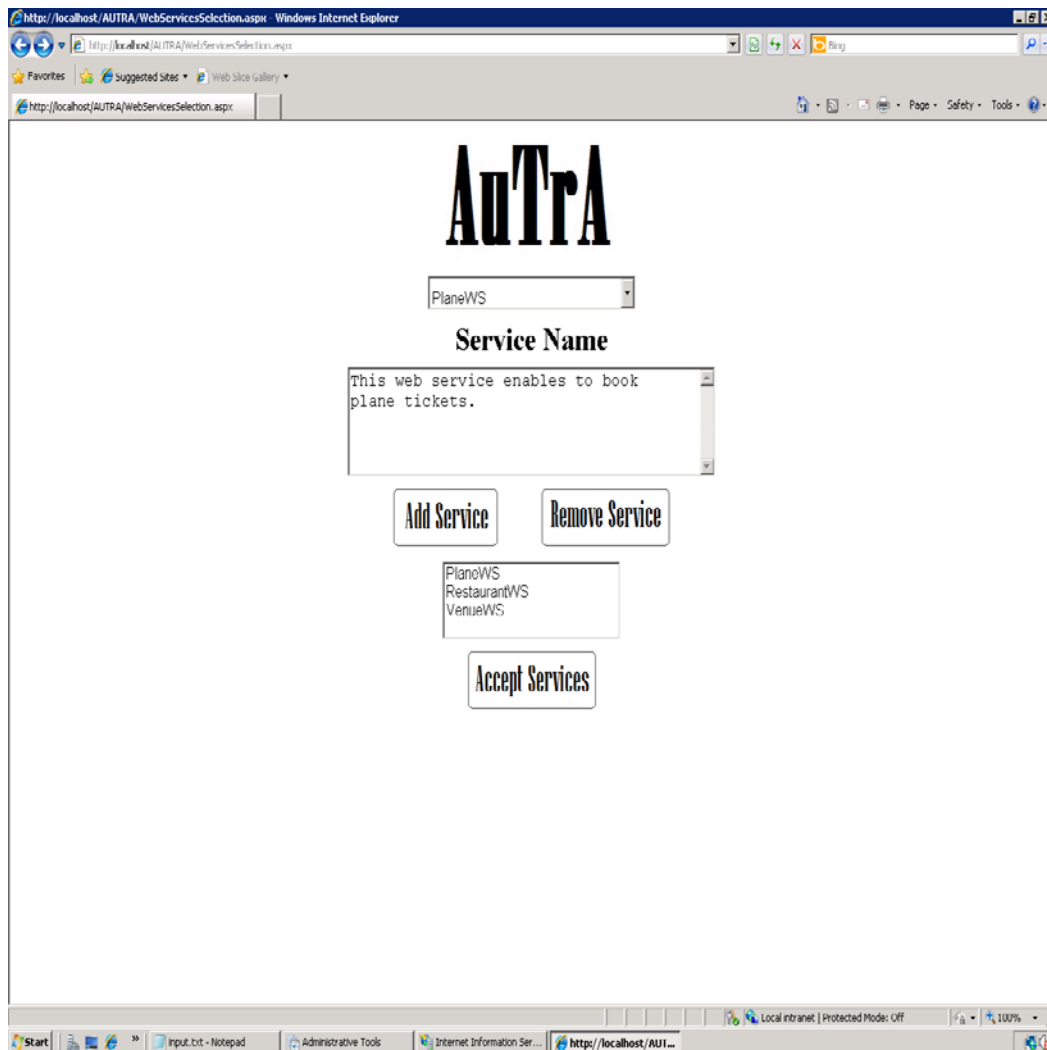 http://localhost/AUTRA/WebServicesSelection.aspx - Windows Internet Explorer
http://localhost/AUTRA/WebServicesSelection.aspx
Bing
Favorites Suggested Sites Web Slice Gallery
http://localhost/AUTRA/WebServicesSelection.aspx
Page Safety Tools
AuTrA
PlaneWS
Service Name
This web service enables to book
plane tickets.
Add Service Remove Service
PlaneWS
RestaurantWS
VenueWS
Accept Services
Local intranet | Protected Mode: Off 100%
Start » input.txt - Notepad Administrative Tools Internet Information Ser... http://localhost/AUT...